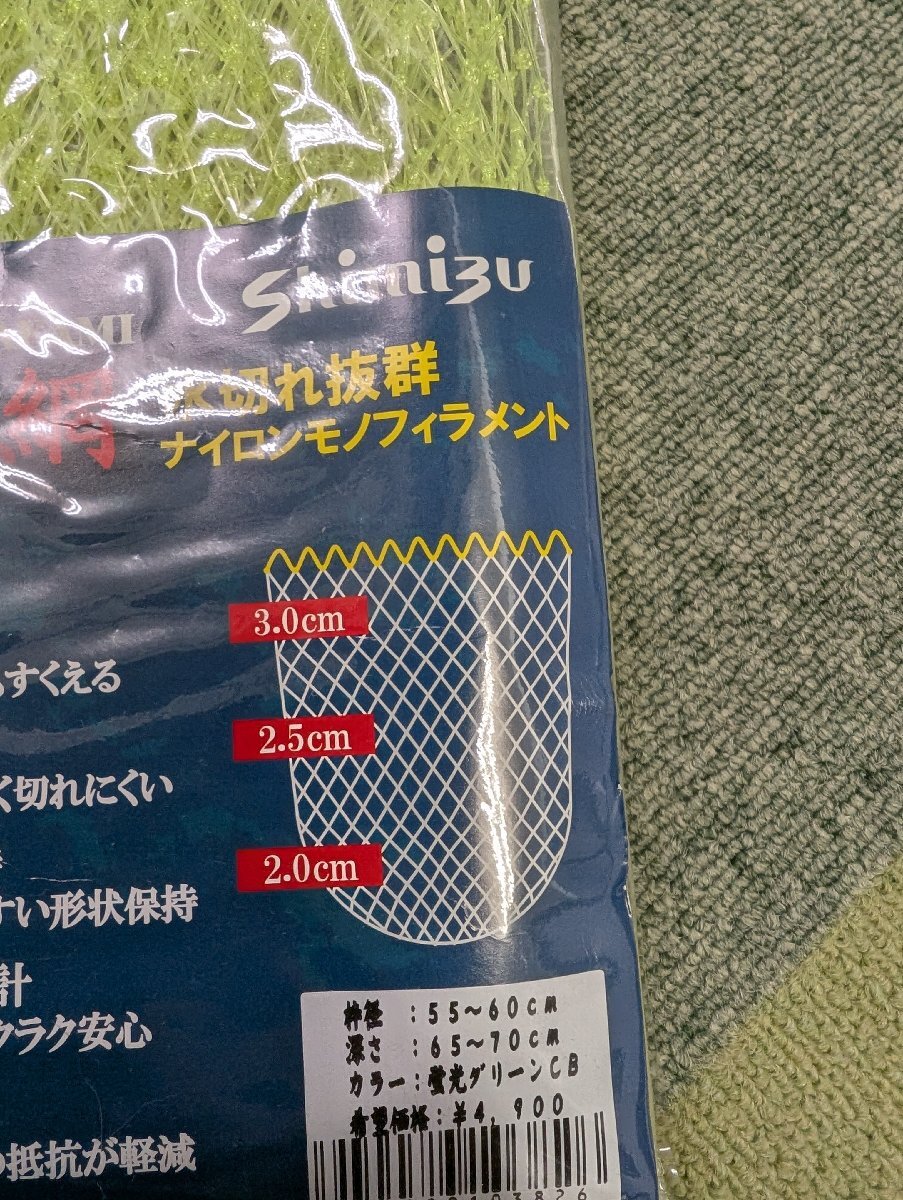 Shimizu
網
水切れ抜群
ナイロンモノフィラメント
3.0cm
すくえる
2.5cm
く切れにくい
2.0cm
すい形状保持
計
クラク安心
枠径 :55~60cm
深さ :65~70cm
カラー:蛍光グリーンCB
希望価格:¥4,900
抵抗が軽減